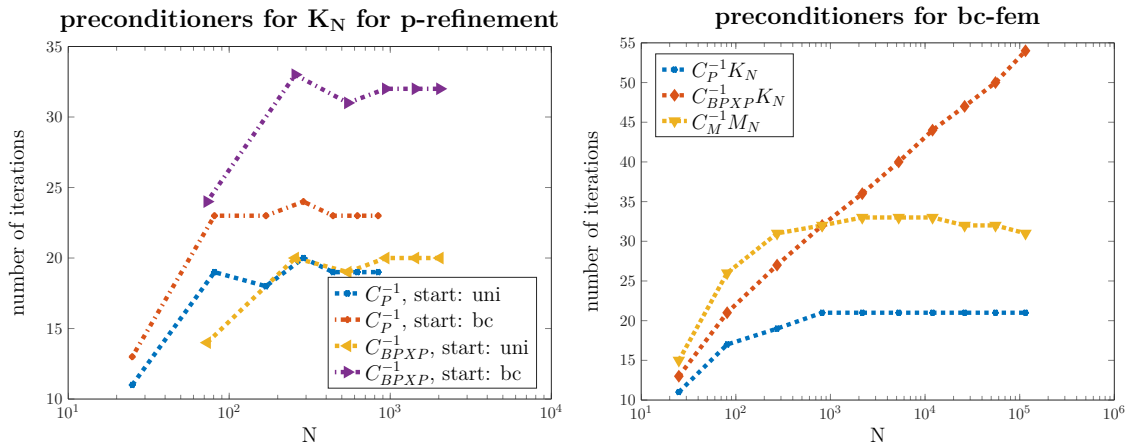 preconditioners for K_N for p-refinement
35
30
25
20
15
10
number of iterations
10^1
10^2
10^3
10^4
N
C_P^{-1}, start: uni
C_P^{-1}, start: bc
C_{BPXP}^{-1}, start: uni
C_{BPXP}^{-1}, start: bc
preconditioners for bc-fem
55
50
45
40
35
30
25
20
15
10
number of iterations
10^1
10^2
10^3
10^4
10^5
10^6
N
C_P^{-1} K_N
C_{BPXP}^{-1} K_N
C_M^{-1} M_N